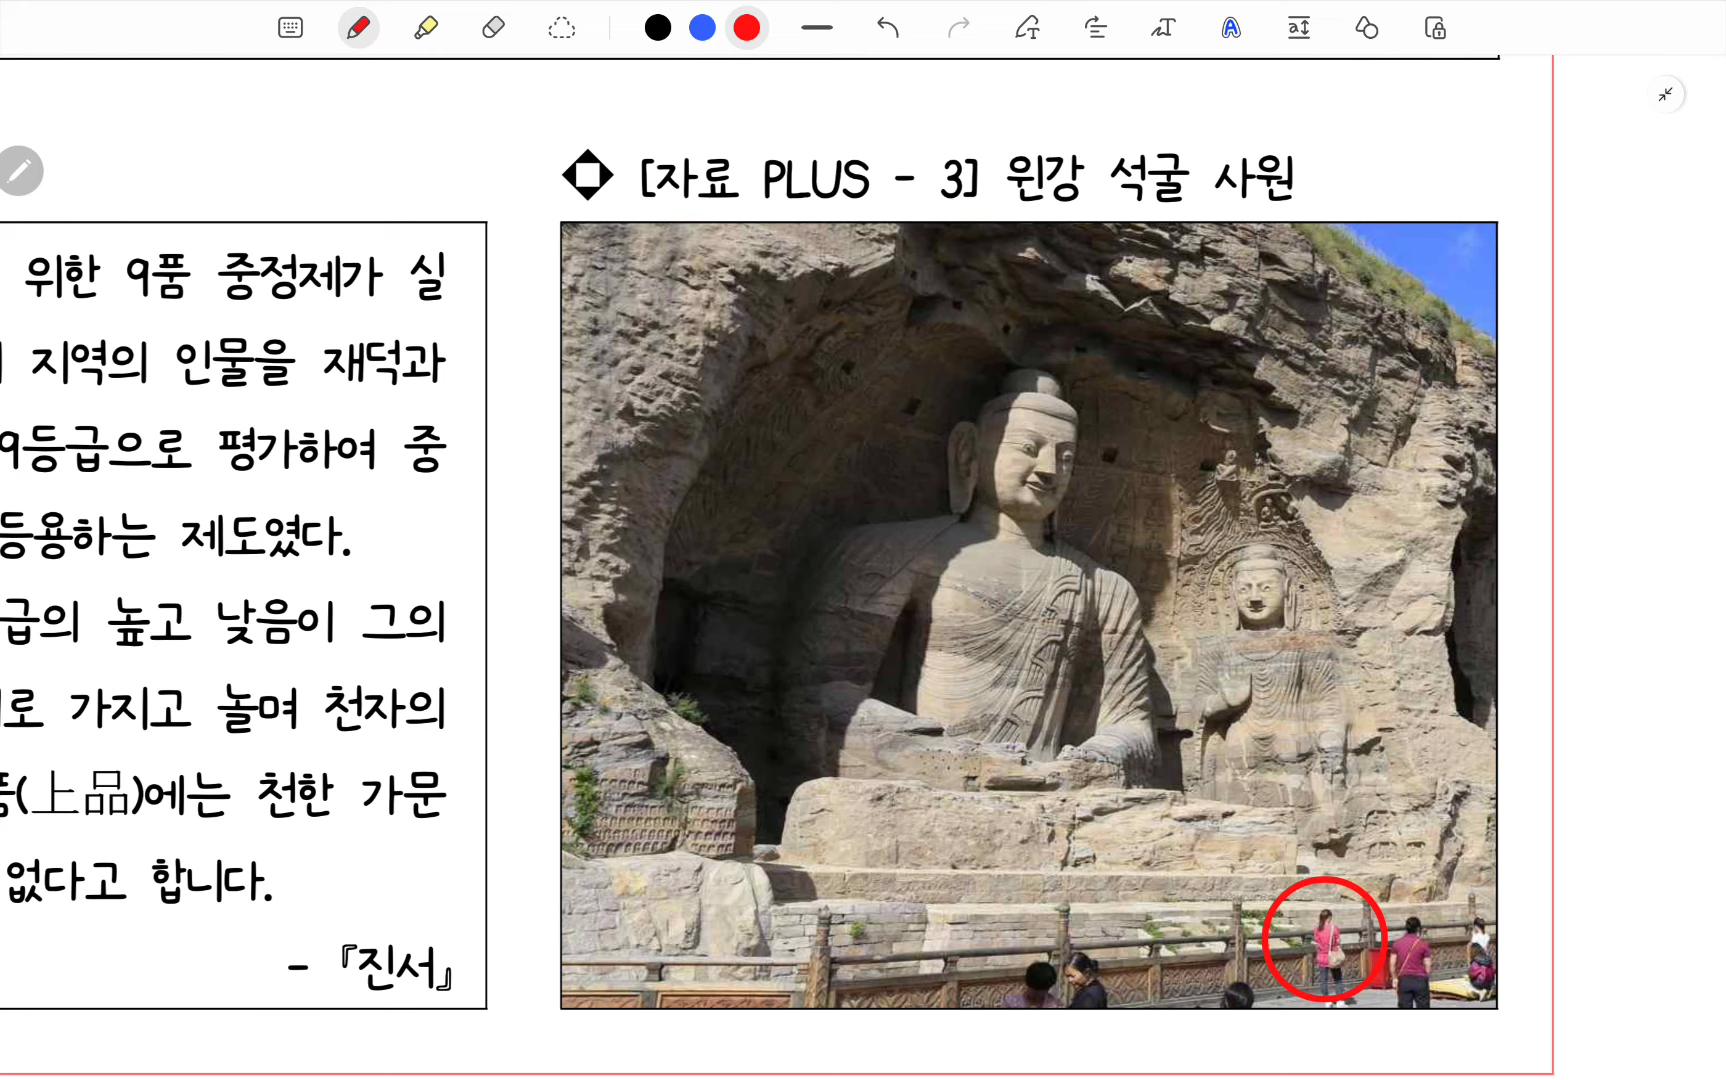 ◆ [자료 PLUS - 3] 윈강 석굴 사원
위한 9품 중정제가 실
지역의 인물을 재덕과
9등급으로 평가하여 중
등용하는 제도였다.
급의 높고 낮음이 그의
로 가지고 놀며 천자의
품(上品)에는 천한 가문
없다고 합니다.
- 『진서』